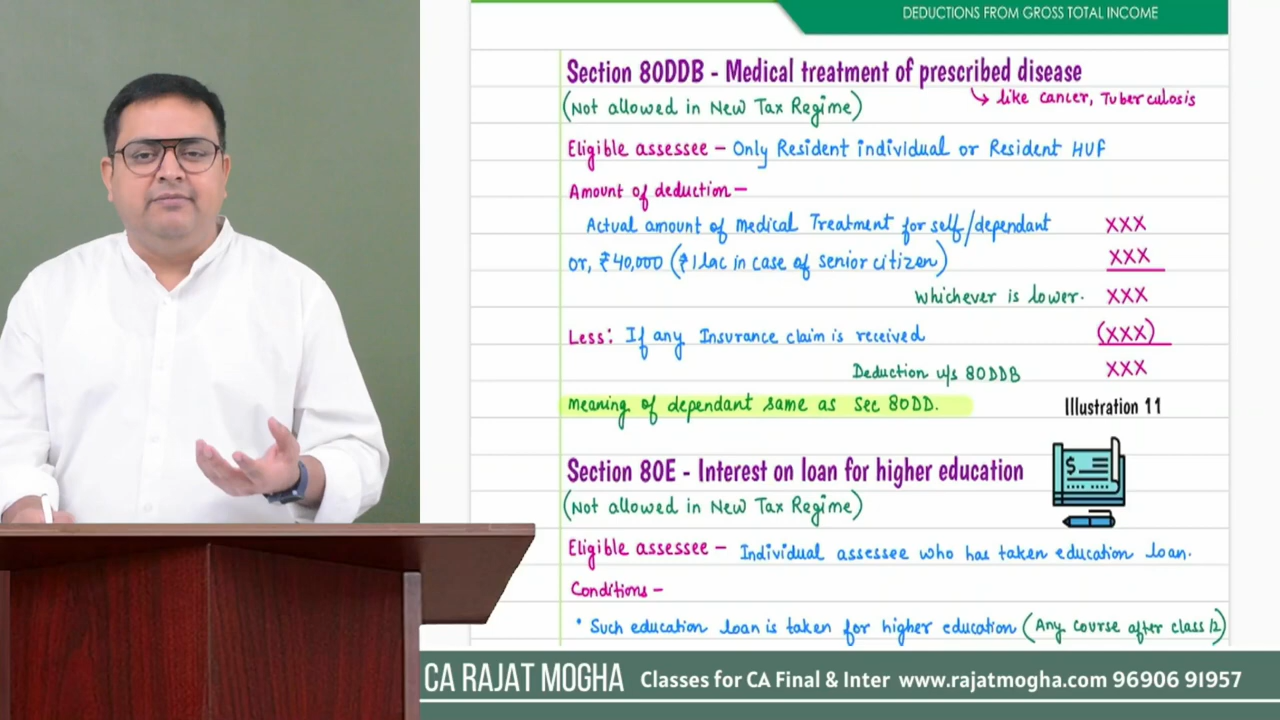 DEDUCTIONS FROM GROSS TOTAL INCOME
Section 80DDB - Medical treatment of prescribed disease
↳ like cancer, Tuberculosis
(Not allowed in New Tax Regime)
Eligible assessee - Only Resident individual or Resident HUF
Amount of deduction -
Actual amount of Medical Treatment for self/dependant XXX
or, ₹40,000 (₹1 lac in case of senior citizen) XXX
Whichever is lower. XXX
Less: If any Insurance claim is received (XXX)
Deduction u/s 80DDB XXX
meaning of dependant same as Sec 80DD. Illustration 11
Section 80E - Interest on loan for higher education
(Not allowed in New Tax Regime)
$
Eligible assessee - Individual assessee who has taken education loan.
Conditions -
• Such education loan is taken for higher education (Any course after class 12)
CA RAJAT MOGHA Classes for CA Final & Inter www.rajatmogha.com 96906 91957